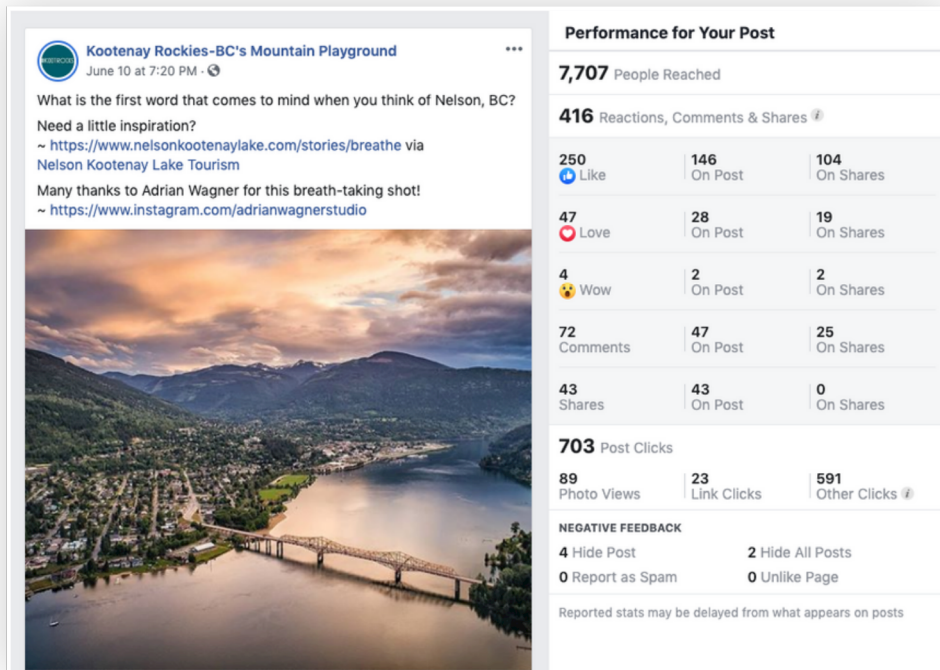 Kootenay Rockies-BC's Mountain Playground
June 10 at 7:20 PM ·
What is the first word that comes to mind when you think of Nelson, BC?
Need a little inspiration?
~ https://www.nelsonkootenaylake.com/stories/breathe via
Nelson Kootenay Lake Tourism
Many thanks to Adrian Wagner for this breath-taking shot!
~ https://www.instagram.com/adrianwagnerstudio
Performance for Your Post
7,707 People Reached
416 Reactions, Comments & Shares
250 146 104
Like On Post On Shares
47 28 19
Love On Post On Shares
4 2 2
Wow On Post On Shares
72 47 25
Comments On Post On Shares
43 43 0
Shares On Post On Shares
703 Post Clicks
89 23 591
Photo Views Link Clicks Other Clicks
NEGATIVE FEEDBACK
4 Hide Post 2 Hide All Posts
0 Report as Spam 0 Unlike Page
Reported stats may be delayed from what appears on posts